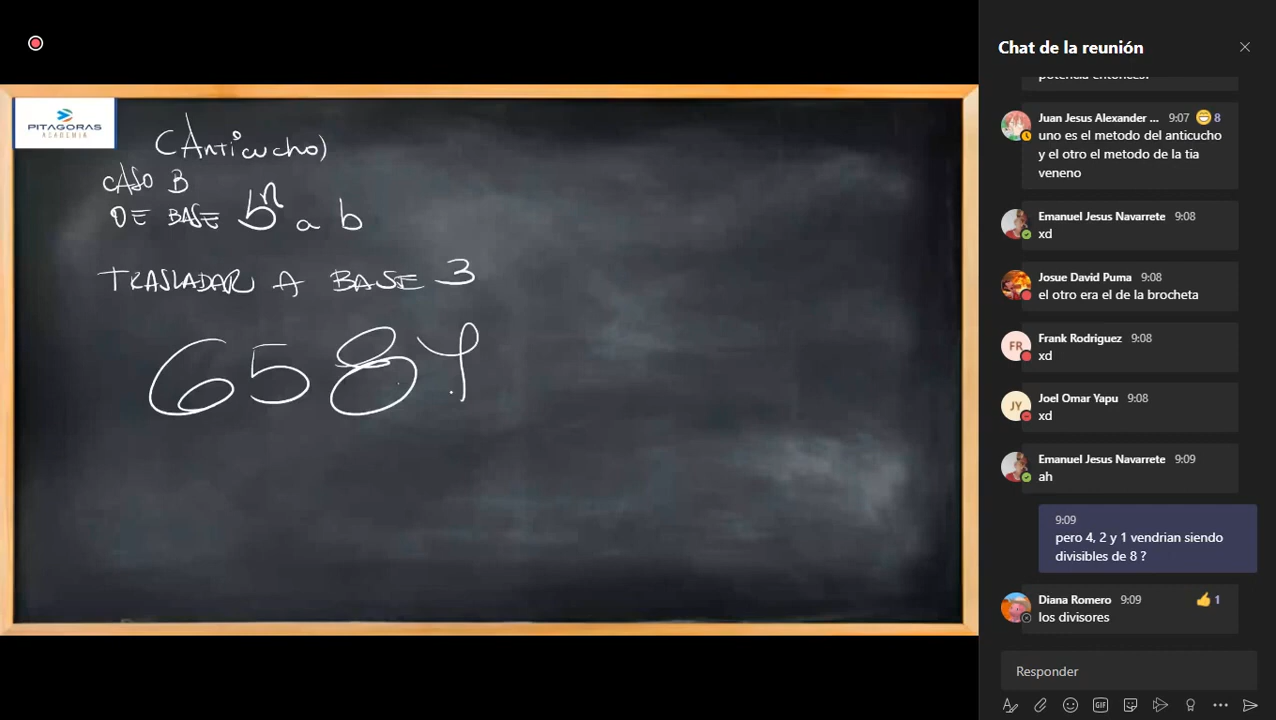 PITAGORAS
ACADEMIA
(Anticucho)
CASO B
DE BASE bⁿ a b
TRASLADAR A BASE 3
658
Chat de la reunión
potencia entonces?
Juan Jesus Alexander ... 9:07 😁 8
uno es el metodo del anticucho
y el otro el metodo de la tia
veneno
Emanuel Jesus Navarrete 9:08
xd
Josue David Puma 9:08
el otro era el de la brocheta
FR Frank Rodriguez 9:08
xd
JY Joel Omar Yapu 9:08
xd
Emanuel Jesus Navarrete 9:09
ah
9:09
pero 4, 2 y 1 vendrian siendo
divisibles de 8 ?
Diana Romero 9:09 👍 1
los divisores
Responder
GIF